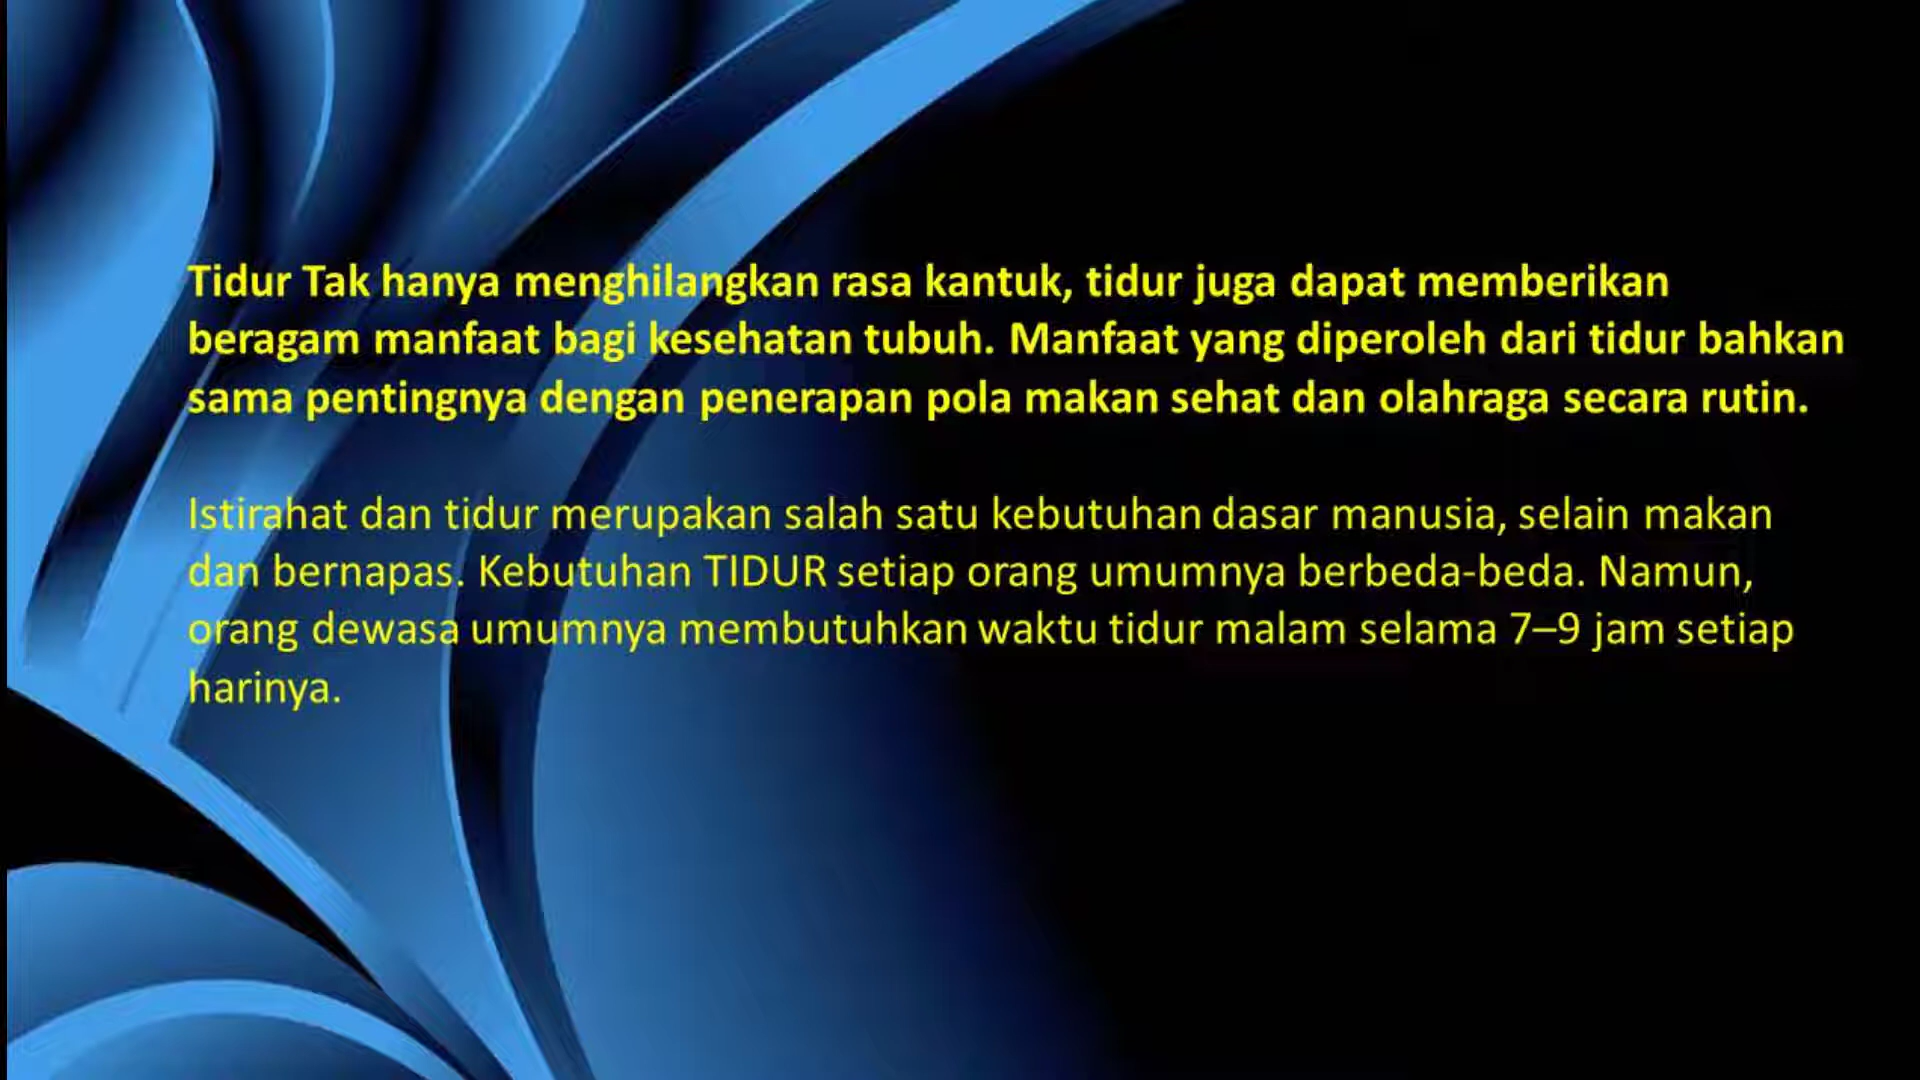 Tidur Tak hanya menghilangkan rasa kantuk, tidur juga dapat memberikan
beragam manfaat bagi kesehatan tubuh. Manfaat yang diperoleh dari tidur bahkan
sama pentingnya dengan penerapan pola makan sehat dan olahraga secara rutin.
Istirahat dan tidur merupakan salah satu kebutuhan dasar manusia, selain makan
dan bernapas. Kebutuhan TIDUR setiap orang umumnya berbeda-beda. Namun,
orang dewasa umumnya membutuhkan waktu tidur malam selama 7–9 jam setiap
harinya.